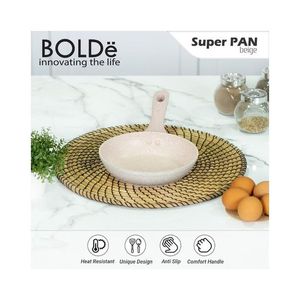 BOLDë
innovating the life
Super PAN
beige
Heat Resistant
Unique Design
Anti Slip
Comfort Handle